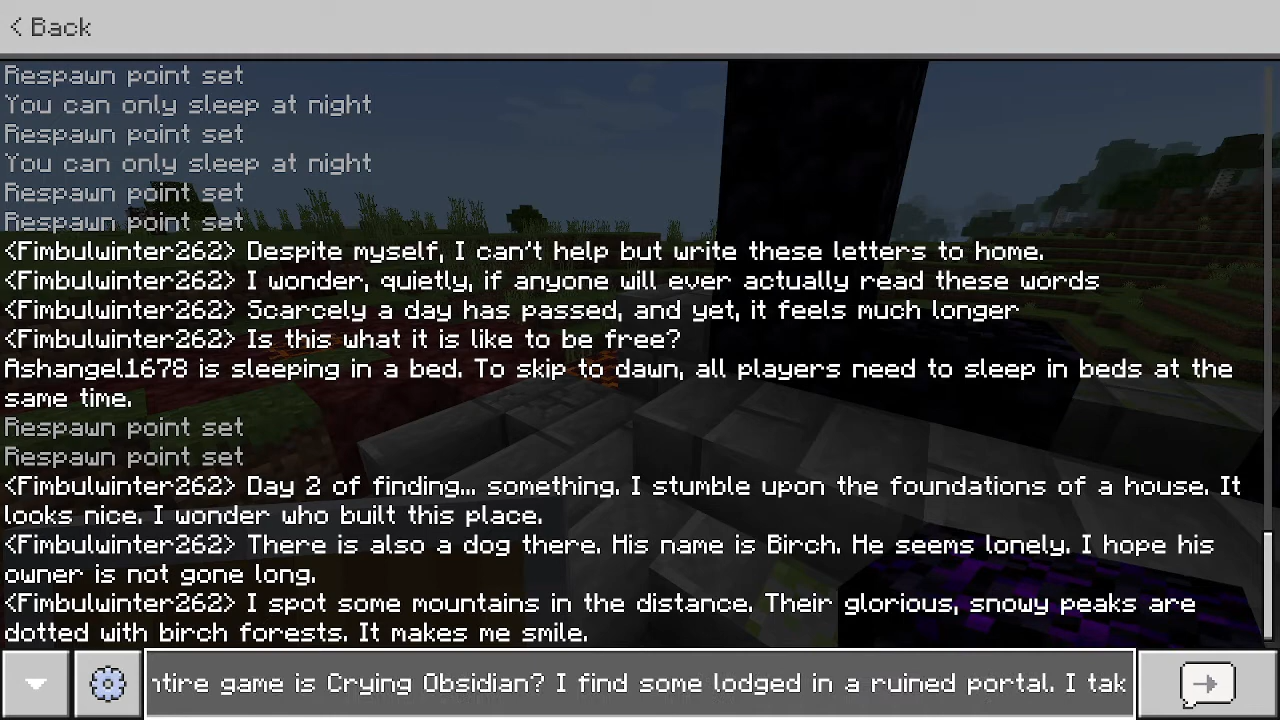 < Back
Respawn point set
You can only sleep at night
Respawn point set
You can only sleep at night
Respawn point set
Respawn point set
<Fimbulwinter262> Despite myself, I can't help but write these letters to home.
<Fimbulwinter262> I wonder, quietly, if anyone will ever actually read these words
<Fimbulwinter262> Scarcely a day has passed, and yet, it feels much longer
<Fimbulwinter262> Is this what it is like to be free?
Ashangel1678 is sleeping in a bed. To skip to dawn, all players need to sleep in beds at the
same time.
Respawn point set
Respawn point set
<Fimbulwinter262> Day 2 of finding... something. I stumble upon the foundations of a house. It
looks nice. I wonder who built this place.
<Fimbulwinter262> There is also a dog there. His name is Birch. He seems lonely. I hope his
owner is not gone long.
<Fimbulwinter262> I spot some mountains in the distance. Their glorious, snowy peaks are
dotted with birch forests. It makes me smile.
ntire game is Crying Obsidian? I find some lodged in a ruined portal. I tak